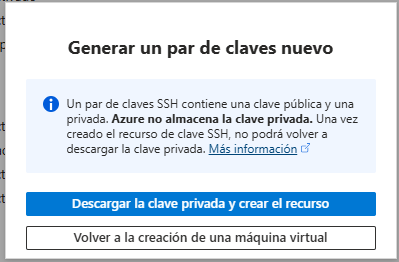 Generar un par de claves nuevo
Un par de claves SSH contiene una clave pública y una
privada. Azure no almacena la clave privada. Una vez
creado el recurso de clave SSH, no podrá volver a
descargar la clave privada. Más información
Descargar la clave privada y crear el recurso
Volver a la creación de una máquina virtual